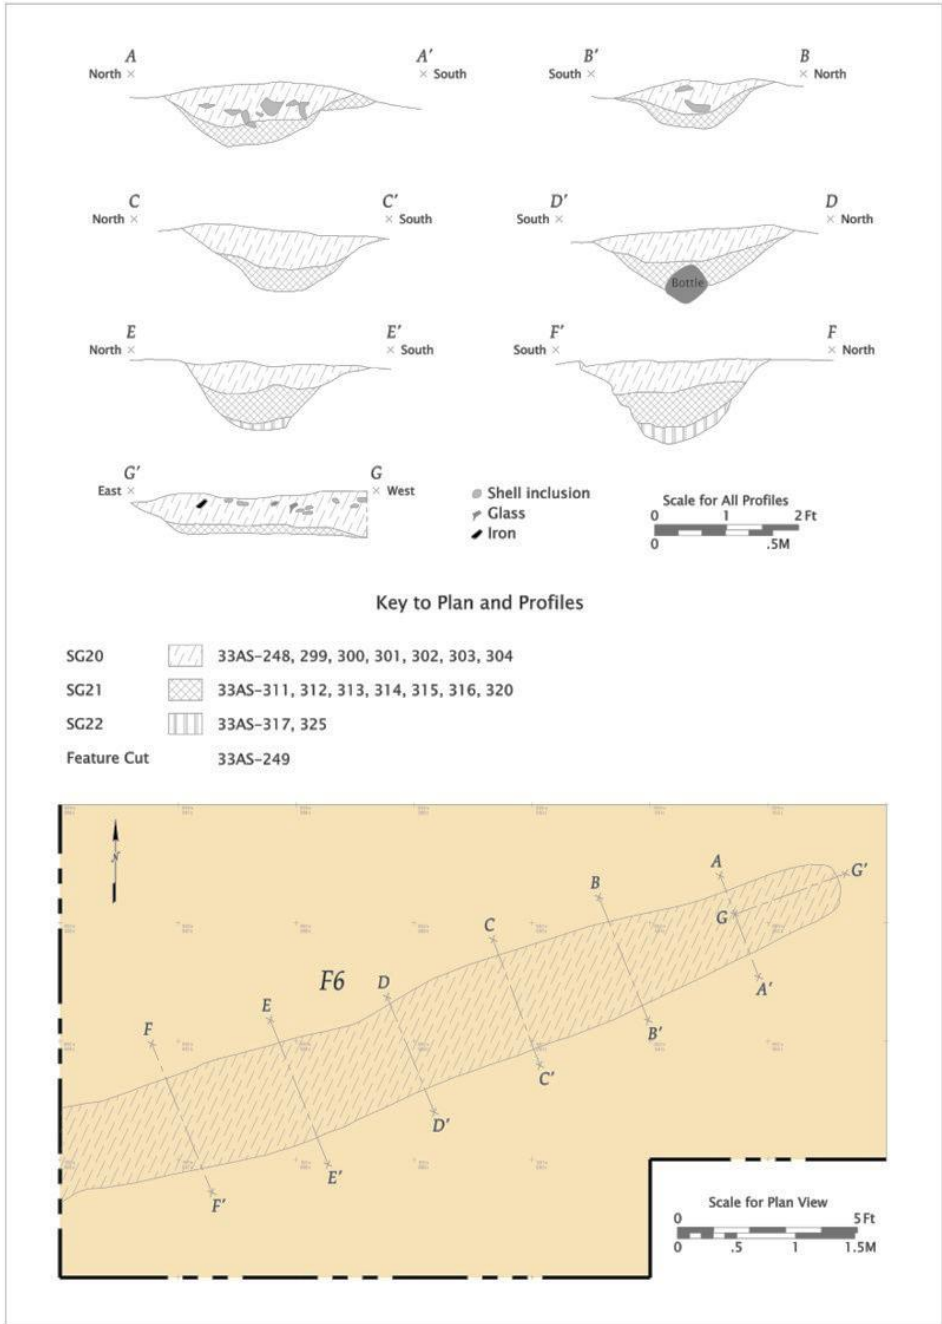 A A' B' B
North × × South South × × North
C C' D' D
North × × South South × × North
Bottle
E E' F' F
North × × South South × × North
G' G
East × × West
Shell inclusion
Glass
Iron
Scale for All Profiles
0 1 2 Ft
0 .5M
Key to Plan and Profiles
SG20 33AS-248, 299, 300, 301, 302, 303, 304
SG21 33AS-311, 312, 313, 314, 315, 316, 320
SG22 33AS-317, 325
Feature Cut 33AS-249
N
A
G'
B
G
C
A'
F6
D
E
B'
F
C'
D'
E'
F'
Scale for Plan View
0 5 Ft
0 .5 1 1.5M